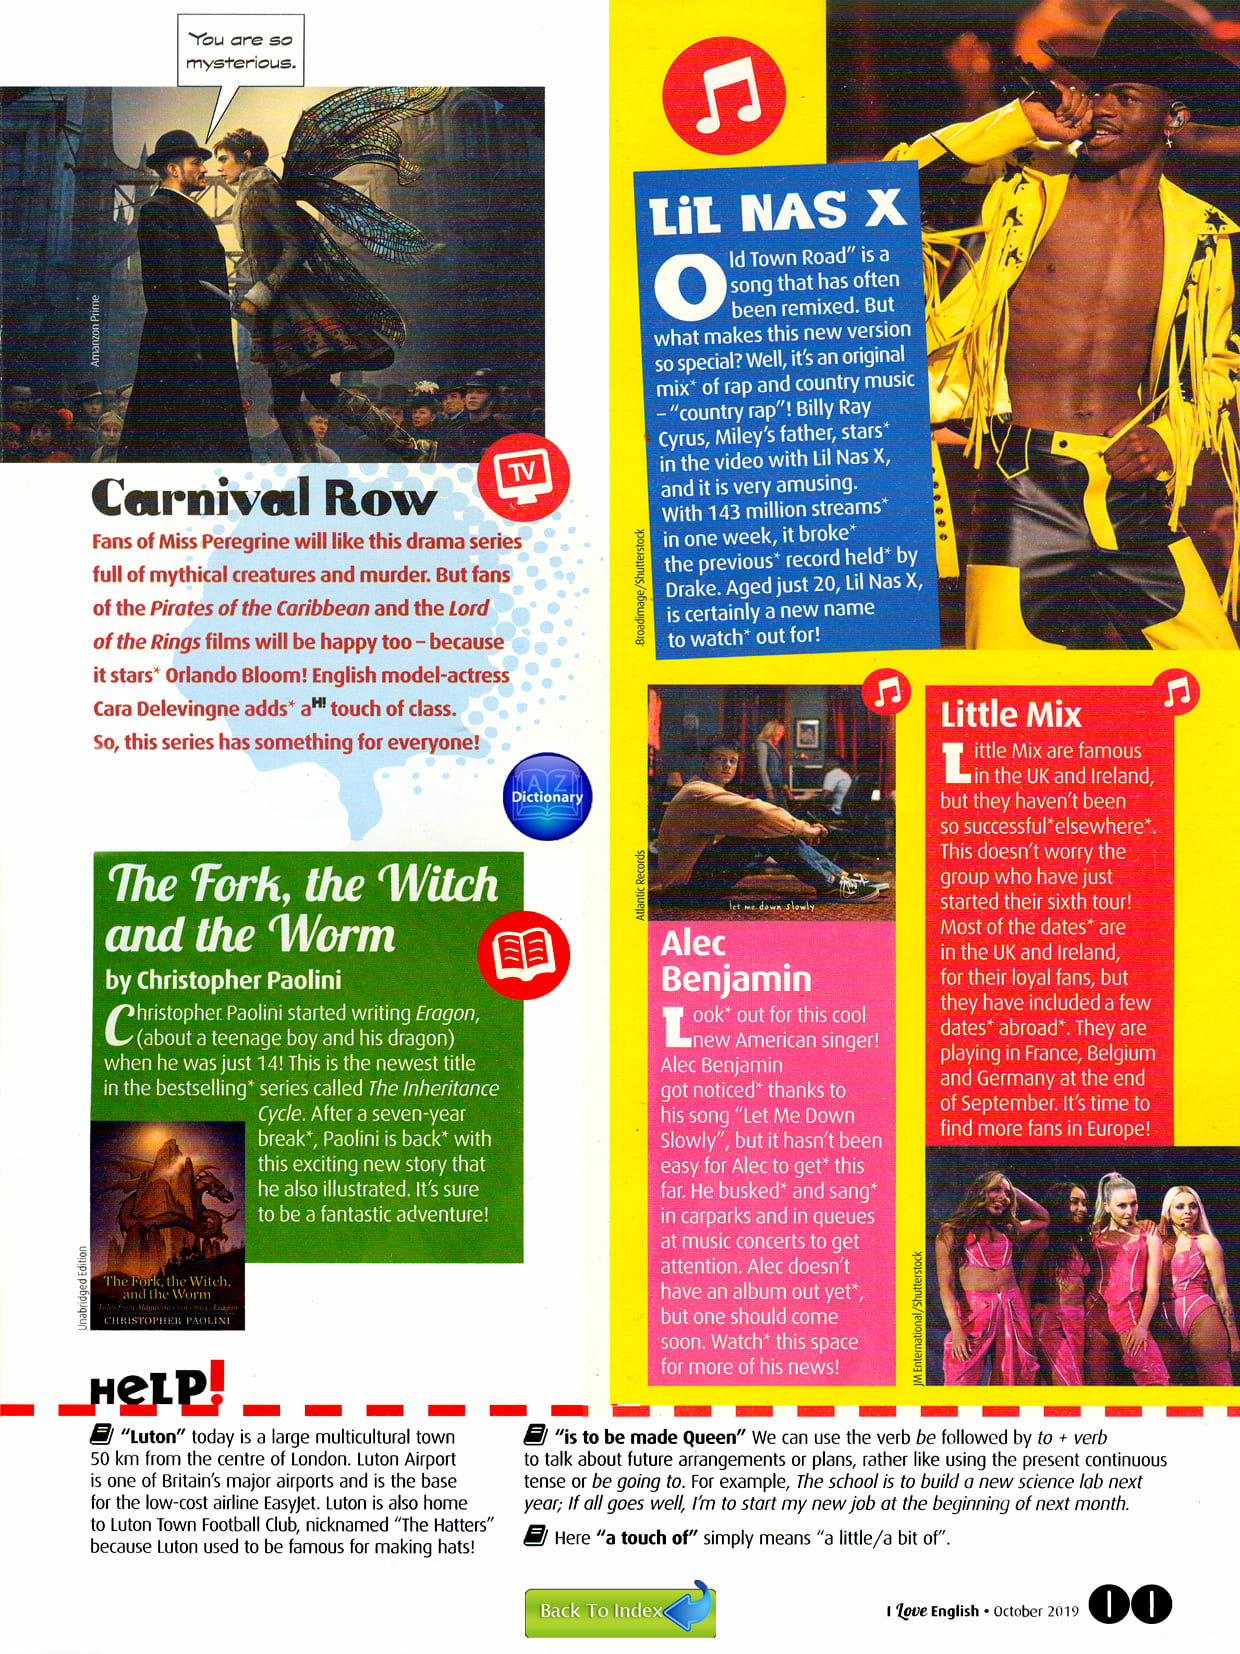 You are so
mysterious.
Amanzon Prime
TV
Carnival Row
Fans of Miss Peregrine will like this drama series
full of mythical creatures and murder. But fans
of the Pirates of the Caribbean and the Lord
of the Rings films will be happy too – because
it stars* Orlando Bloom! English model-actress
Cara Delevingne adds* a H! touch of class.
So, this series has something for everyone!
A Z
Dictionary
The Fork, the Witch
and the Worm
by Christopher Paolini
Christopher Paolini started writing Eragon,
(about a teenage boy and his dragon)
when he was just 14! This is the newest title
in the bestselling* series called The Inheritance
Cycle. After a seven-year
break*, Paolini is back* with
this exciting new story that
he also illustrated. It's sure
to be a fantastic adventure!
Unabridged Edition
The Fork, the Witch,
and the Worm
Tales from Alagaësia · Volume 1: Eragon
CHRISTOPHER PAOLINI
LiL NAS X
Old Town Road" is a
song that has often
been remixed. But
what makes this new version
so special? Well, it's an original
mix* of rap and country music
– "country rap"! Billy Ray
Cyrus, Miley's father, stars*
in the video with Lil Nas X,
and it is very amusing.
With 143 million streams*
in one week, it broke*
the previous* record held* by
Drake. Aged just 20, Lil Nas X,
is certainly a new name
to watch* out for!
Broadimage/Shutterstock
Atlantic Records
let me down slowly
Alec
Benjamin
Look* out for this cool
new American singer!
Alec Benjamin
got noticed* thanks to
his song "Let Me Down
Slowly", but it hasn't been
easy for Alec to get* this
far. He busked* and sang*
in carparks and in queues
at music concerts to get
attention. Alec doesn't
have an album out yet*,
but one should come
soon. Watch* this space
for more of his news!
Little Mix
Little Mix are famous
in the UK and Ireland,
but they haven't been
so successful*elsewhere*.
This doesn't worry the
group who have just
started their sixth tour!
Most of the dates* are
in the UK and Ireland,
for their loyal fans, but
they have included a few
dates* abroad*. They are
playing in France, Belgium
and Germany at the end
of September. It's time to
find more fans in Europe!
JM Enternational/Shutterstock
HeLP!
"Luton" today is a large multicultural town
50 km from the centre of London. Luton Airport
is one of Britain's major airports and is the base
for the low-cost airline EasyJet. Luton is also home
to Luton Town Football Club, nicknamed "The Hatters"
because Luton used to be famous for making hats!
"is to be made Queen" We can use the verb be followed by to + verb
to talk about future arrangements or plans, rather like using the present continuous
tense or be going to. For example, The school is to build a new science lab next
year; If all goes well, I'm to start my new job at the beginning of next month.
Here "a touch of" simply means "a little/a bit of".
Back To Index
I Love English • October 2019 11